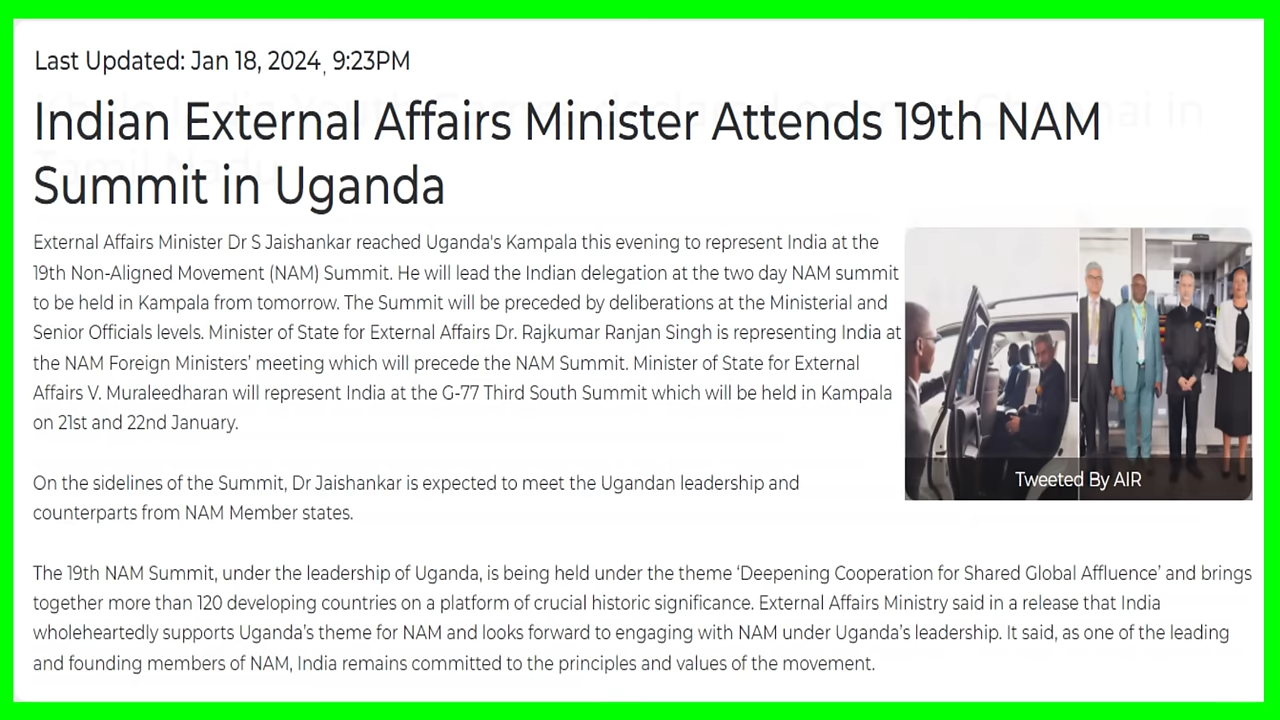 Last Updated: Jan 18, 2024, 9:23PM
Indian External Affairs Minister Attends 19th NAM
Summit in Uganda
External Affairs Minister Dr S Jaishankar reached Uganda's Kampala this evening to represent India at the
19th Non-Aligned Movement (NAM) Summit. He will lead the Indian delegation at the two day NAM summit
to be held in Kampala from tomorrow. The Summit will be preceded by deliberations at the Ministerial and
Senior Officials levels. Minister of State for External Affairs Dr. Rajkumar Ranjan Singh is representing India at
the NAM Foreign Ministers’ meeting which will precede the NAM Summit. Minister of State for External
Affairs V. Muraleedharan will represent India at the G-77 Third South Summit which will be held in Kampala
on 21st and 22nd January.
Tweeted By AIR
On the sidelines of the Summit, Dr Jaishankar is expected to meet the Ugandan leadership and
counterparts from NAM Member states.
The 19th NAM Summit, under the leadership of Uganda, is being held under the theme ‘Deepening Cooperation for Shared Global Affluence’ and brings
together more than 120 developing countries on a platform of crucial historic significance. External Affairs Ministry said in a release that India
wholeheartedly supports Uganda’s theme for NAM and looks forward to engaging with NAM under Uganda’s leadership. It said, as one of the leading
and founding members of NAM, India remains committed to the principles and values of the movement.